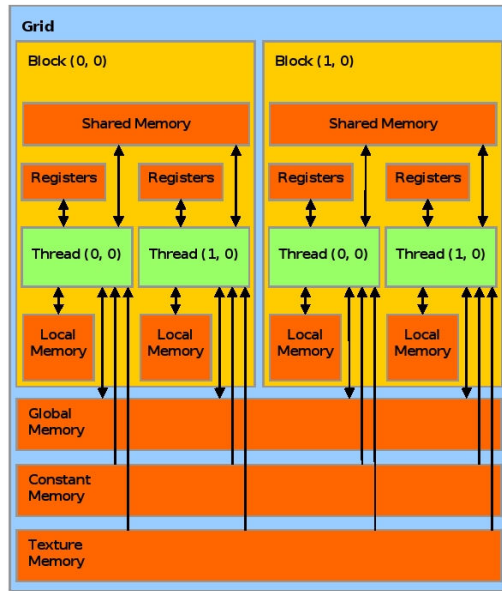 Grid
Block (0, 0)
Shared Memory
Registers
Registers
Thread (0, 0)
Thread (1, 0)
Local
Memory
Local
Memory
Block (1, 0)
Shared Memory
Registers
Registers
Thread (0, 0)
Thread (1, 0)
Local
Memory
Local
Memory
Global
Memory
Constant
Memory
Texture
Memory